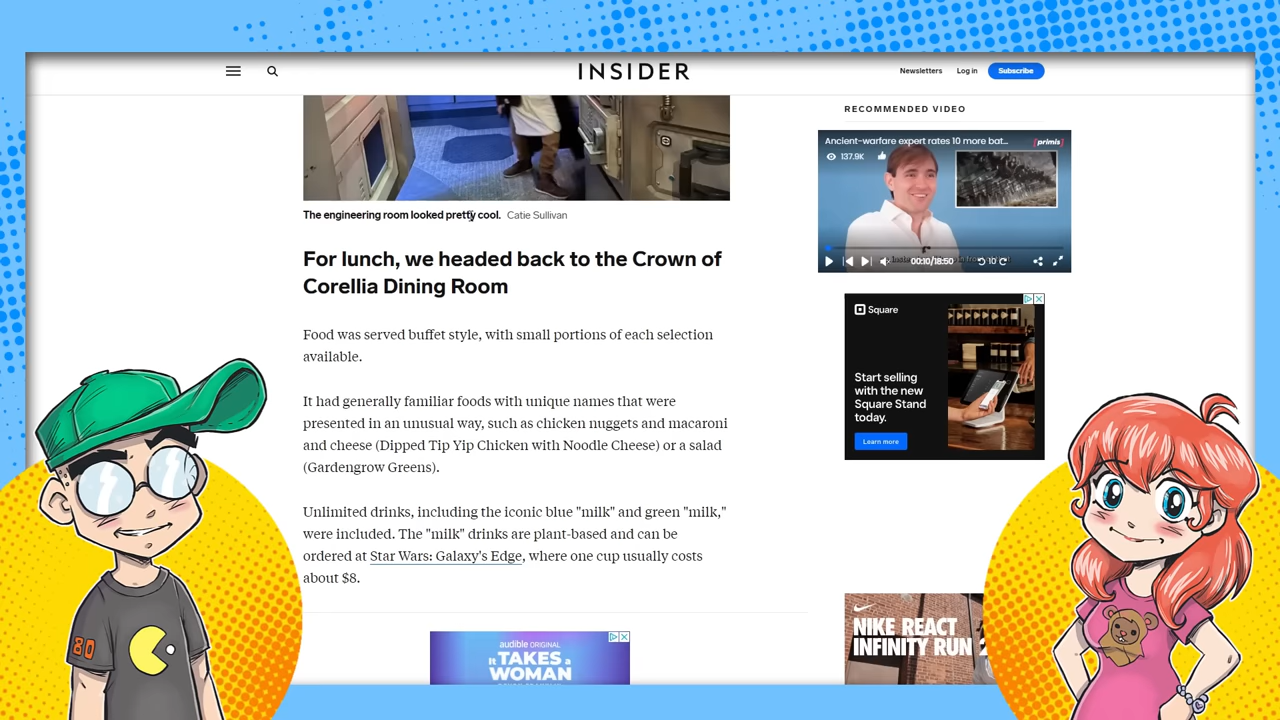 INSIDER
Newsletters
Log in
Subscribe
The engineering room looked pretty cool. Catie Sullivan
For lunch, we headed back to the Crown of
Corellia Dining Room
Food was served buffet style, with small portions of each selection
available.
It had generally familiar foods with unique names that were
presented in an unusual way, such as chicken nuggets and macaroni
and cheese (Dipped Tip Yip Chicken with Noodle Cheese) or a salad
(Gardengrow Greens).
Unlimited drinks, including the iconic blue "milk" and green "milk,"
were included. The "milk" drinks are plant-based and can be
ordered at Star Wars: Galaxy's Edge, where one cup usually costs
about $8.
audible ORIGINAL
It TAKES a
WOMAN
RECOMMENDED VIDEO
Ancient-warfare expert rates 10 more bat...
primis
137.9K
00:10/18:50
10
Square
Start selling
with the new
Square Stand
today.
Learn more
NIKE REACT
INFINITY RUN
80